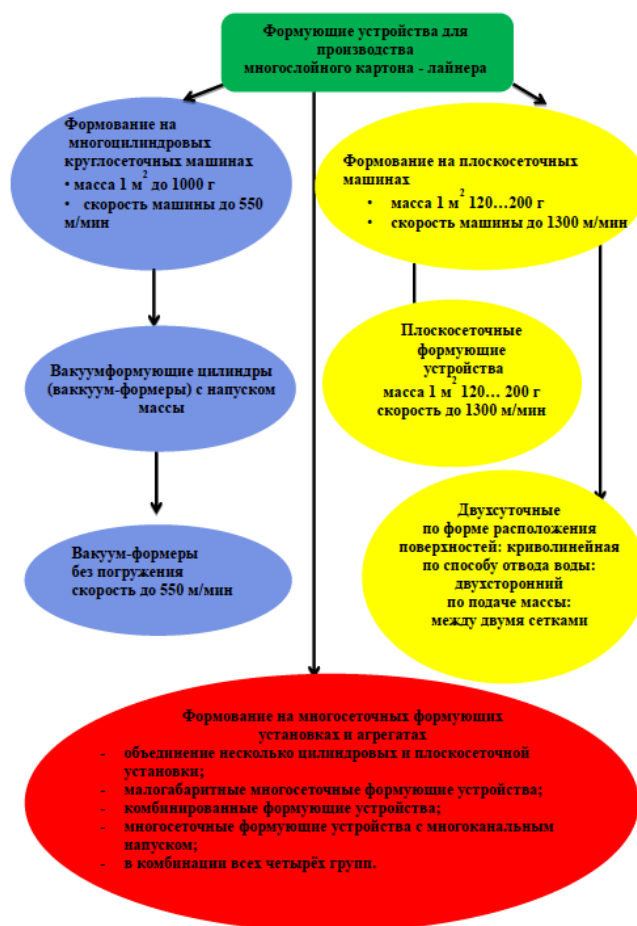 Формующие устройства для
производства
многослойного картона - лайнера
Формование на
многоцилиндровых
круглосеточных машинах
• масса 1 м² до 1000 г
• скорость машины до 550
м/мин
Формование на плоскосеточных
машинах
• масса 1 м² 120…200 г
• скорость машины до 1300 м/мин
Вакуумформующие цилиндры
(ваккуум-формеры) с напуском
массы
Плоскосеточные
формующие
устройства
масса 1 м² 120… 200 г
скорость до 1300 м/мин
Вакуум-формеры
без погружения
скорость до 550 м/мин
Двухсуточные
по форме расположения
поверхностей: криволинейная
по способу отвода воды:
двухсторонний
по подаче массы:
между двумя сетками
Формование на многосеточных формующих
установках и агрегатах
- объединение несколько цилиндровых и плоскосеточной
установки;
- малогабаритные многосеточные формующие устройства;
- комбинированные формующие устройства;
- многосеточные формующие устройства с многоканальным
напуском;
- в комбинации всех четырёх групп.